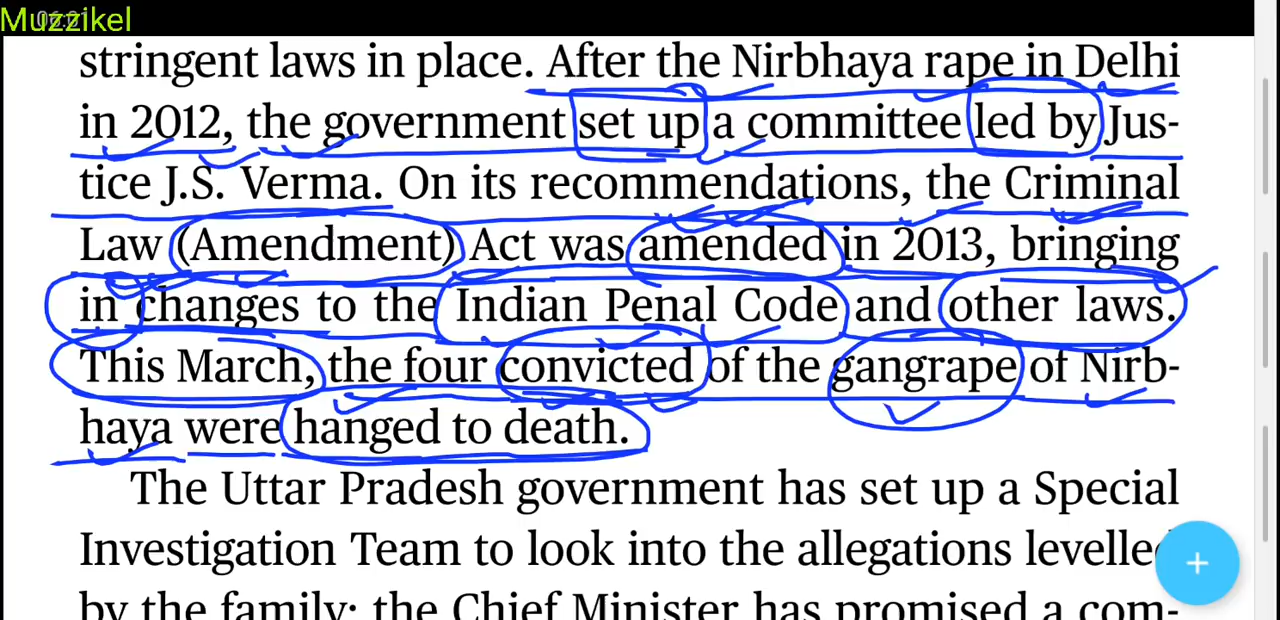 Muzzikel
stringent laws in place. After the Nirbhaya rape in Delhi
in 2012, the government set up a committee led by Jus-
tice J.S. Verma. On its recommendations, the Criminal
Law (Amendment) Act was amended in 2013, bringing
in changes to the Indian Penal Code and other laws.
This March, the four convicted of the gangrape of Nirb-
haya were hanged to death.
The Uttar Pradesh government has set up a Special
Investigation Team to look into the allegations levelled
by the family; the Chief Minister has promised a com-